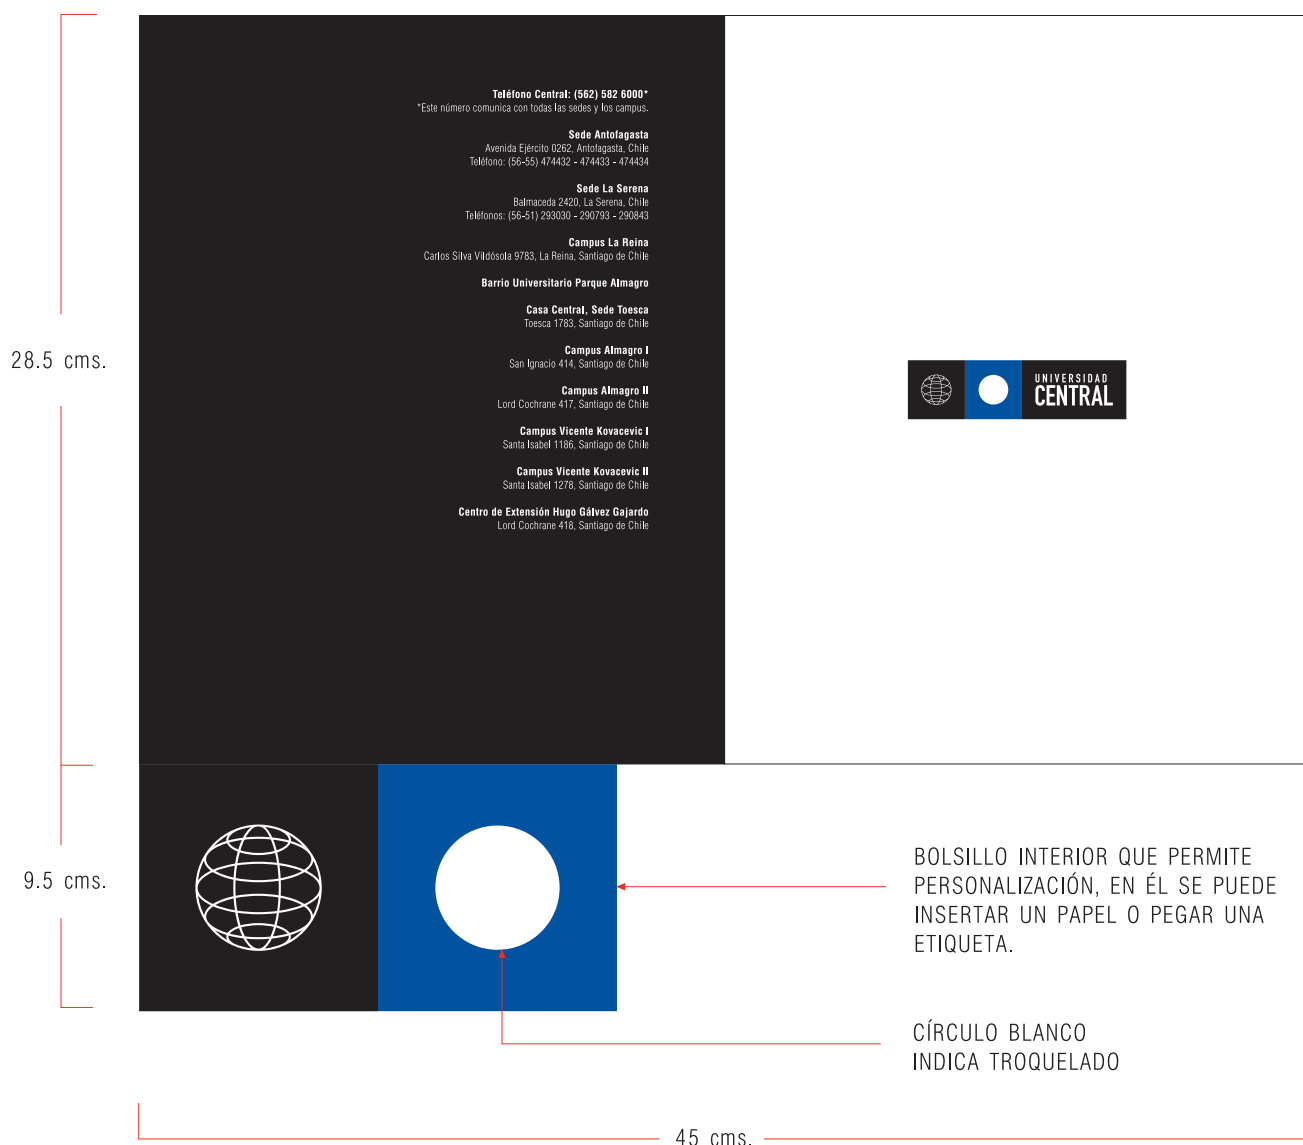 Teléfono Central: (562) 582 6000*
*Este número comunica con todas las sedes y los campus.
Sede Antofagasta
Avenida Ejército 0262, Antofagasta, Chile
Teléfono: (56-55) 474432 - 474433 - 474434
Sede La Serena
Balmaceda 2420, La Serena, Chile
Teléfonos: (56-51) 293030 - 290793 - 290843
Campus La Reina
Carlos Silva Vildósola 9783, La Reina, Santiago de Chile
Barrio Universitario Parque Almagro
Casa Central, Sede Toesca
Toesca 1783, Santiago de Chile
Campus Almagro I
San Ignacio 414, Santiago de Chile
Campus Almagro II
Lord Cochrane 417, Santiago de Chile
Campus Vicente Kovacevic I
Santa Isabel 1186, Santiago de Chile
Campus Vicente Kovacevic II
Santa Isabel 1278, Santiago de Chile
Centro de Extensión Hugo Gálvez Gajardo
Lord Cochrane 418, Santiago de Chile
28.5 cms.
UNIVERSIDAD
CENTRAL
9.5 cms.
BOLSILLO INTERIOR QUE PERMITE
PERSONALIZACIÓN, EN ÉL SE PUEDE
INSERTAR UN PAPEL O PEGAR UNA
ETIQUETA.
CÍRCULO BLANCO
INDICA TROQUELADO
45 cms.